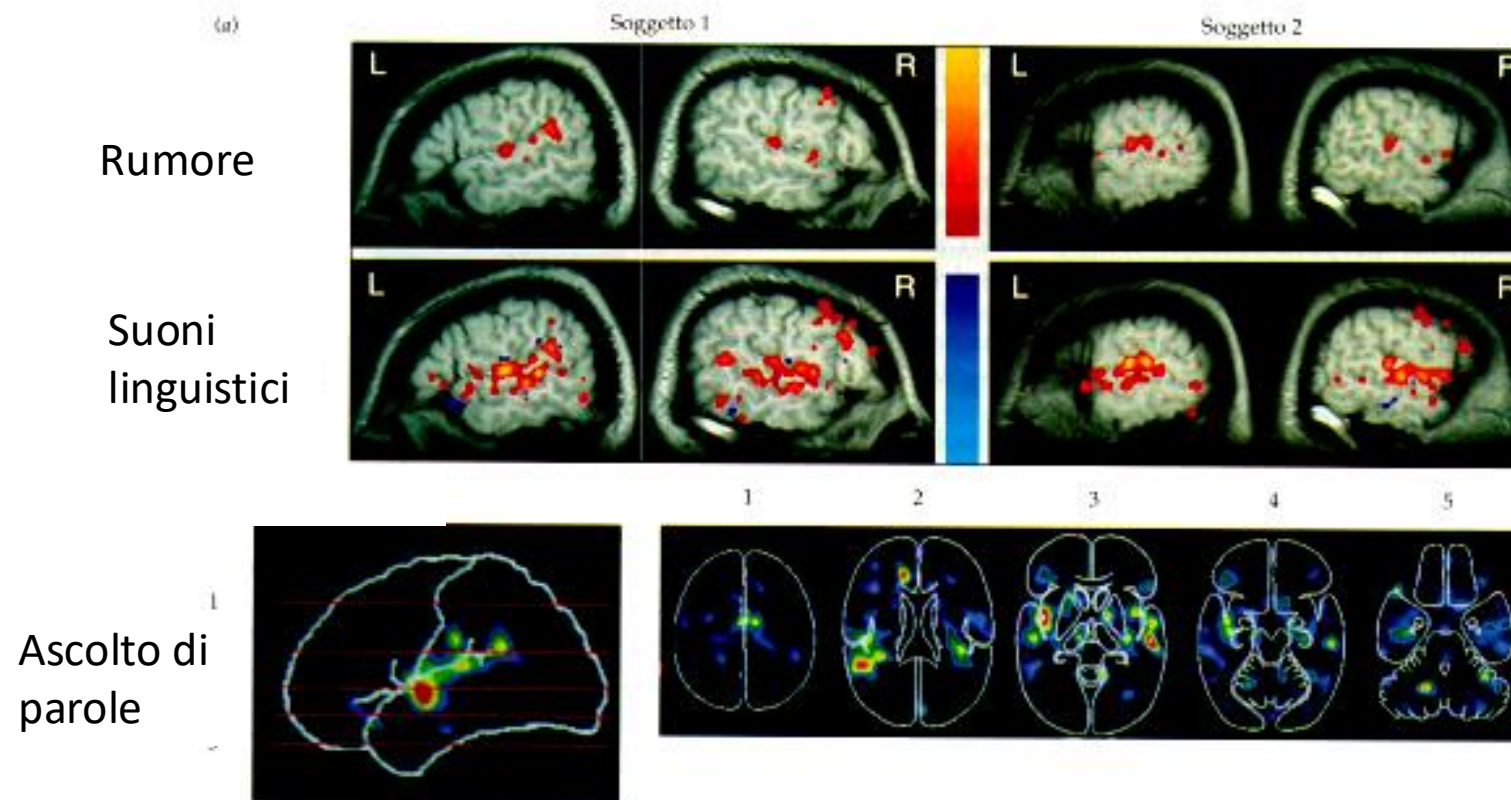 (a)
Soggetto 1
Soggetto 2
L
R
L
R
Rumore
L
R
L
R
Suoni
linguistici
1
2
3
4
5
1
Ascolto di
parole